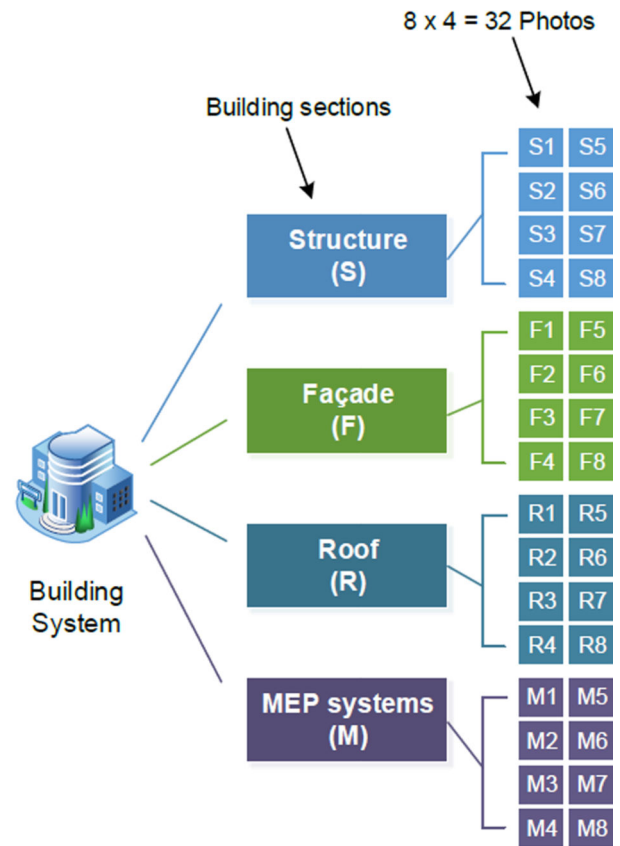 8 x 4 = 32 Photos
Building sections
Structure
(S)
S1 S5
S2 S6
S3 S7
S4 S8
Façade
(F)
F1 F5
F2 F6
F3 F7
F4 F8
Building
System
Roof
(R)
R1 R5
R2 R6
R3 R7
R4 R8
MEP systems
(M)
M1 M5
M2 M6
M3 M7
M4 M8